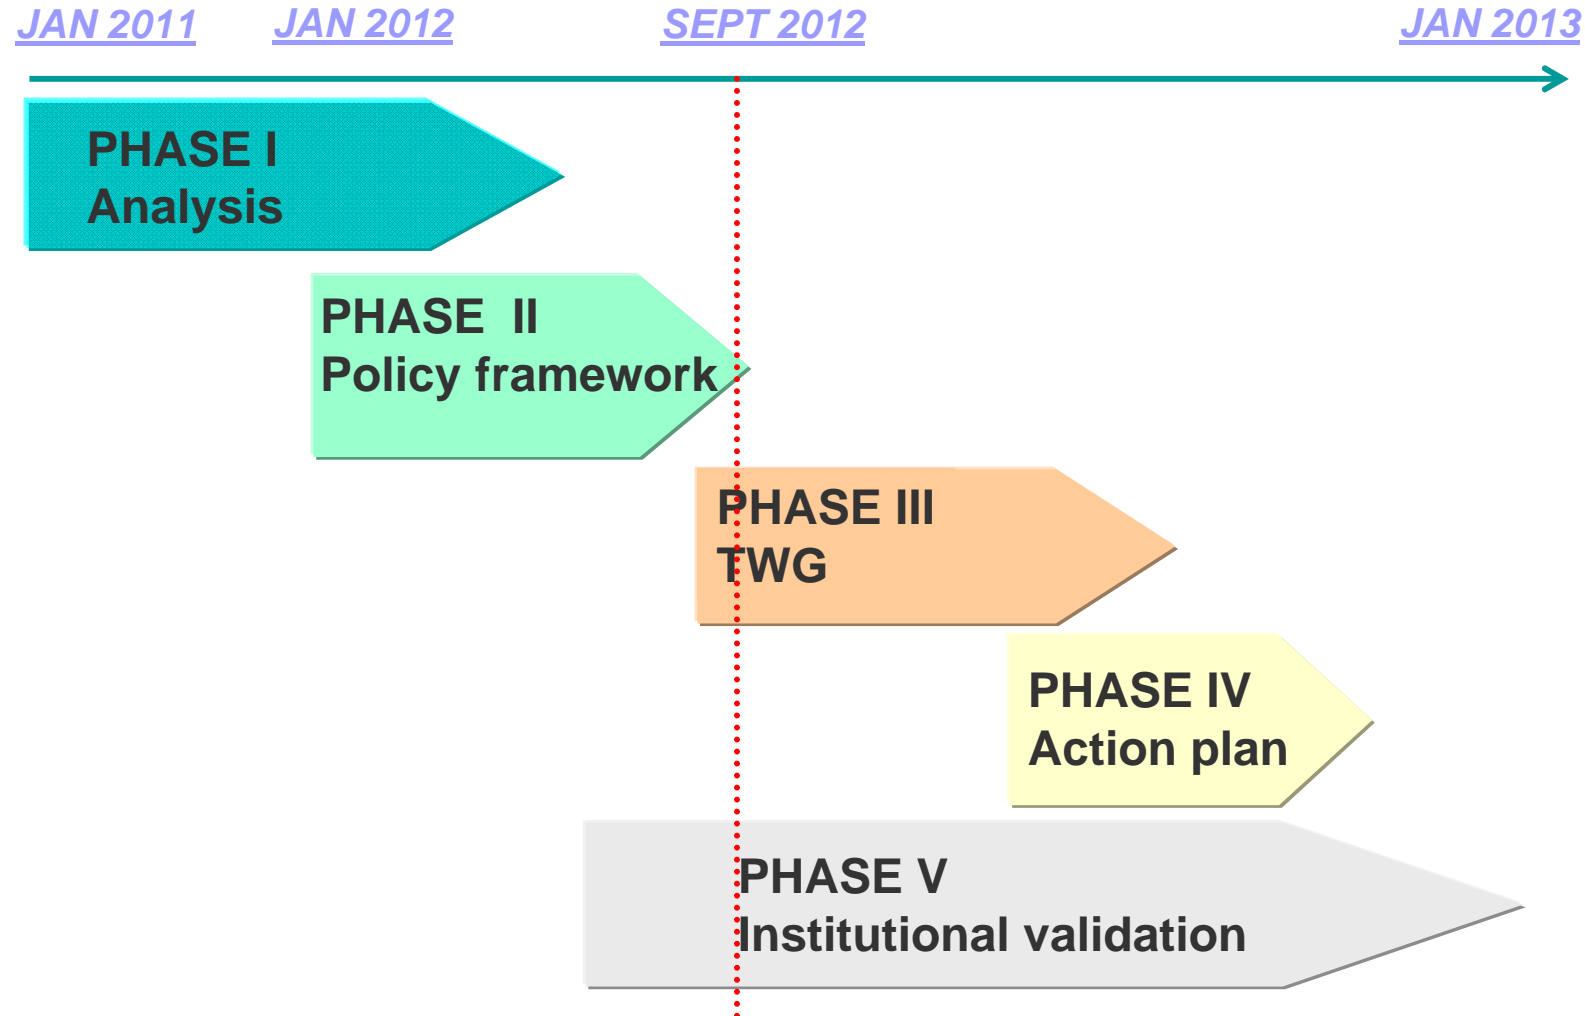 JAN 2011 JAN 2012 SEPT 2012 JAN 2013
PHASE I
Analysis
PHASE II
Policy framework
PHASE III
TWG
PHASE IV
Action plan
PHASE V
Institutional validation